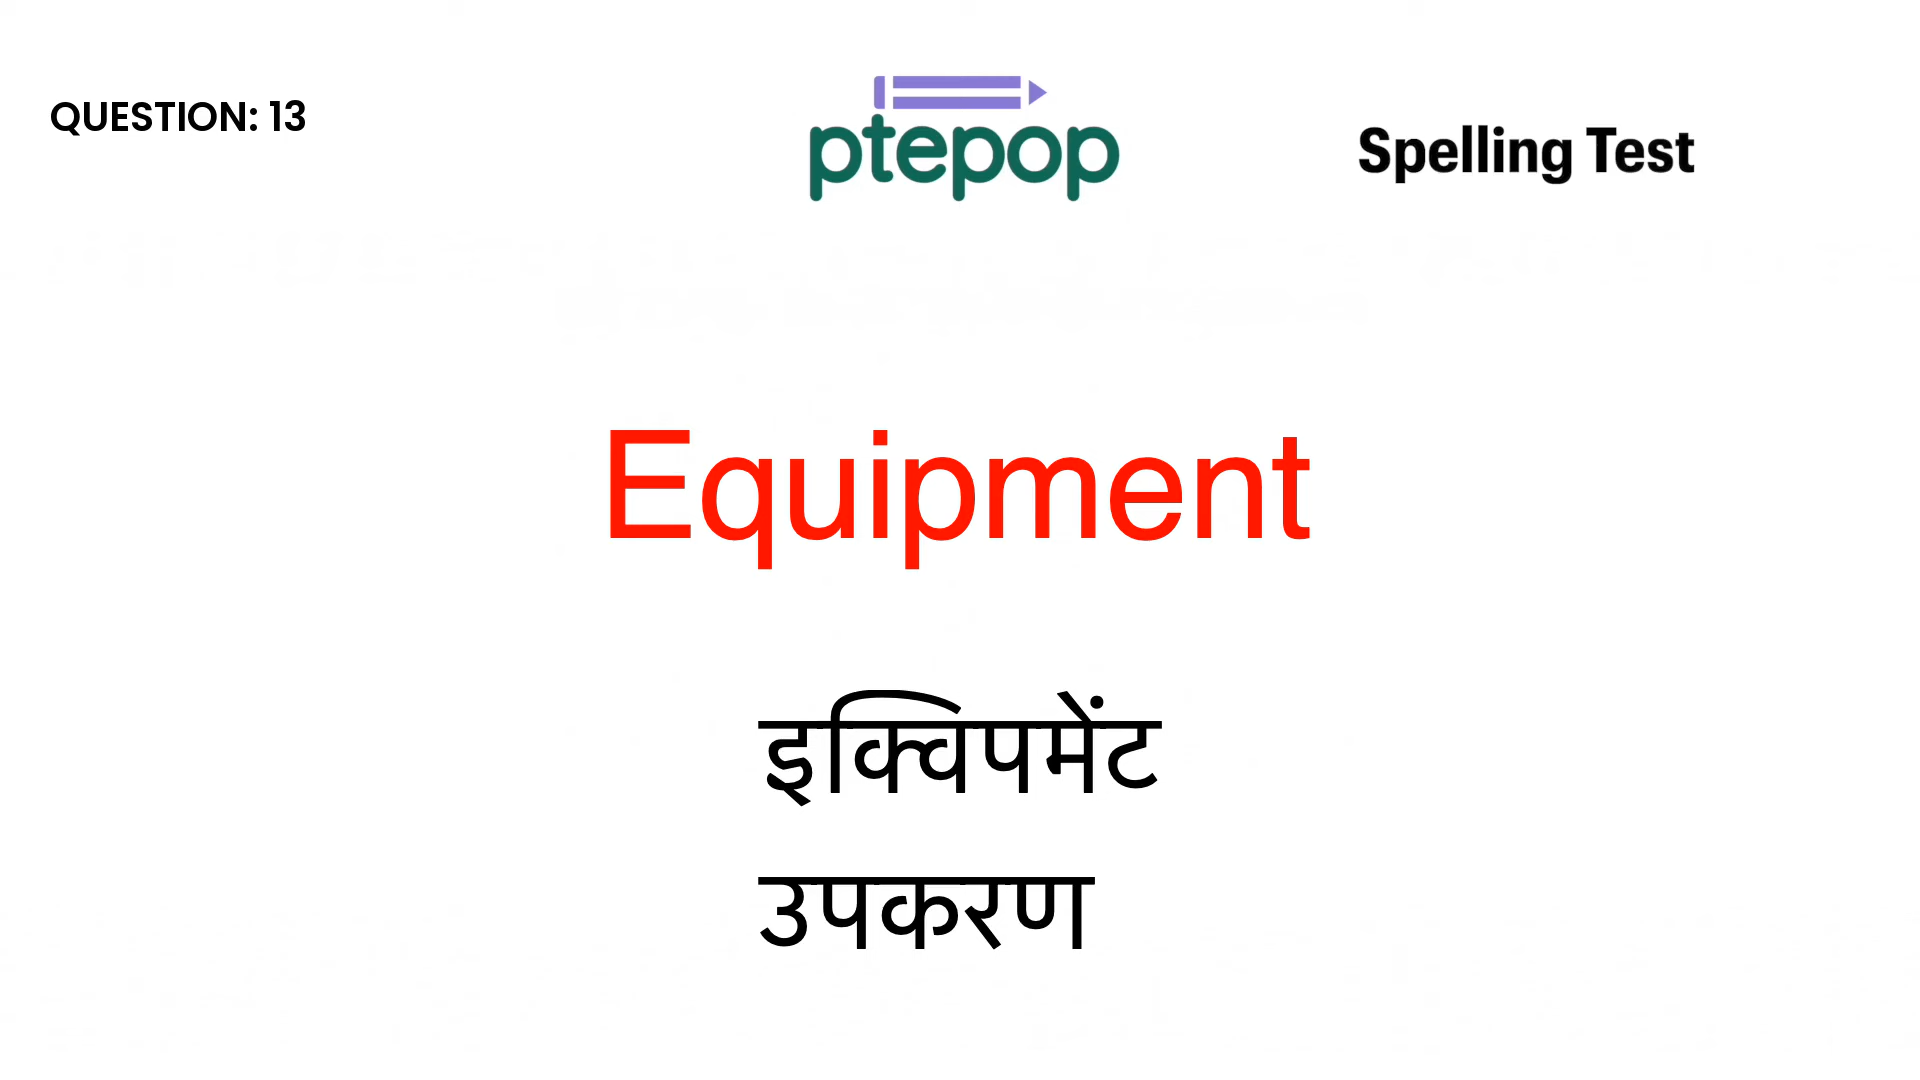 QUESTION: 13
ptepop
Spelling Test
Equipment
इक्विपमेंट
उपकरण